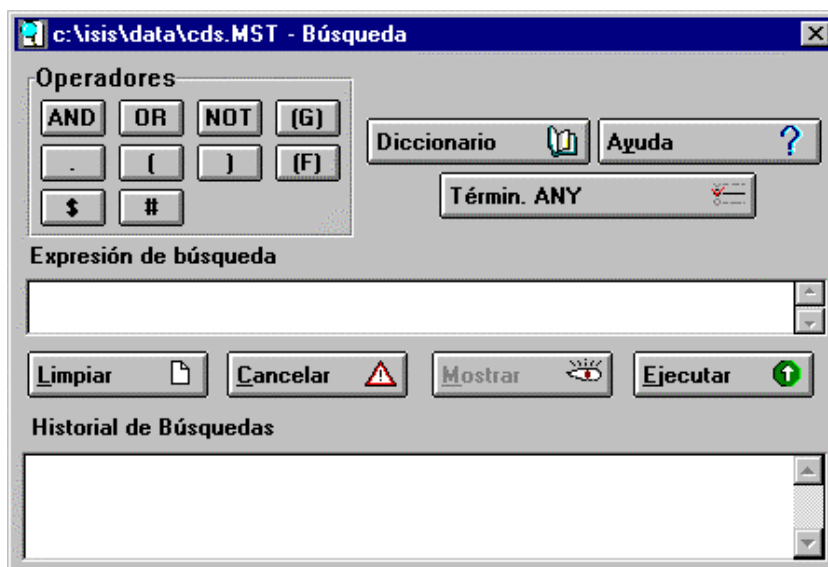 c:\isis\data\cds.MST - Búsqueda
Operadores
AND OR NOT (G)
. ( ) (F)
$ #
Diccionario Ayuda ?
Términ. ANY
Expresión de búsqueda
Limpiar Cancelar Mostrar Ejecutar
Historial de Búsquedas